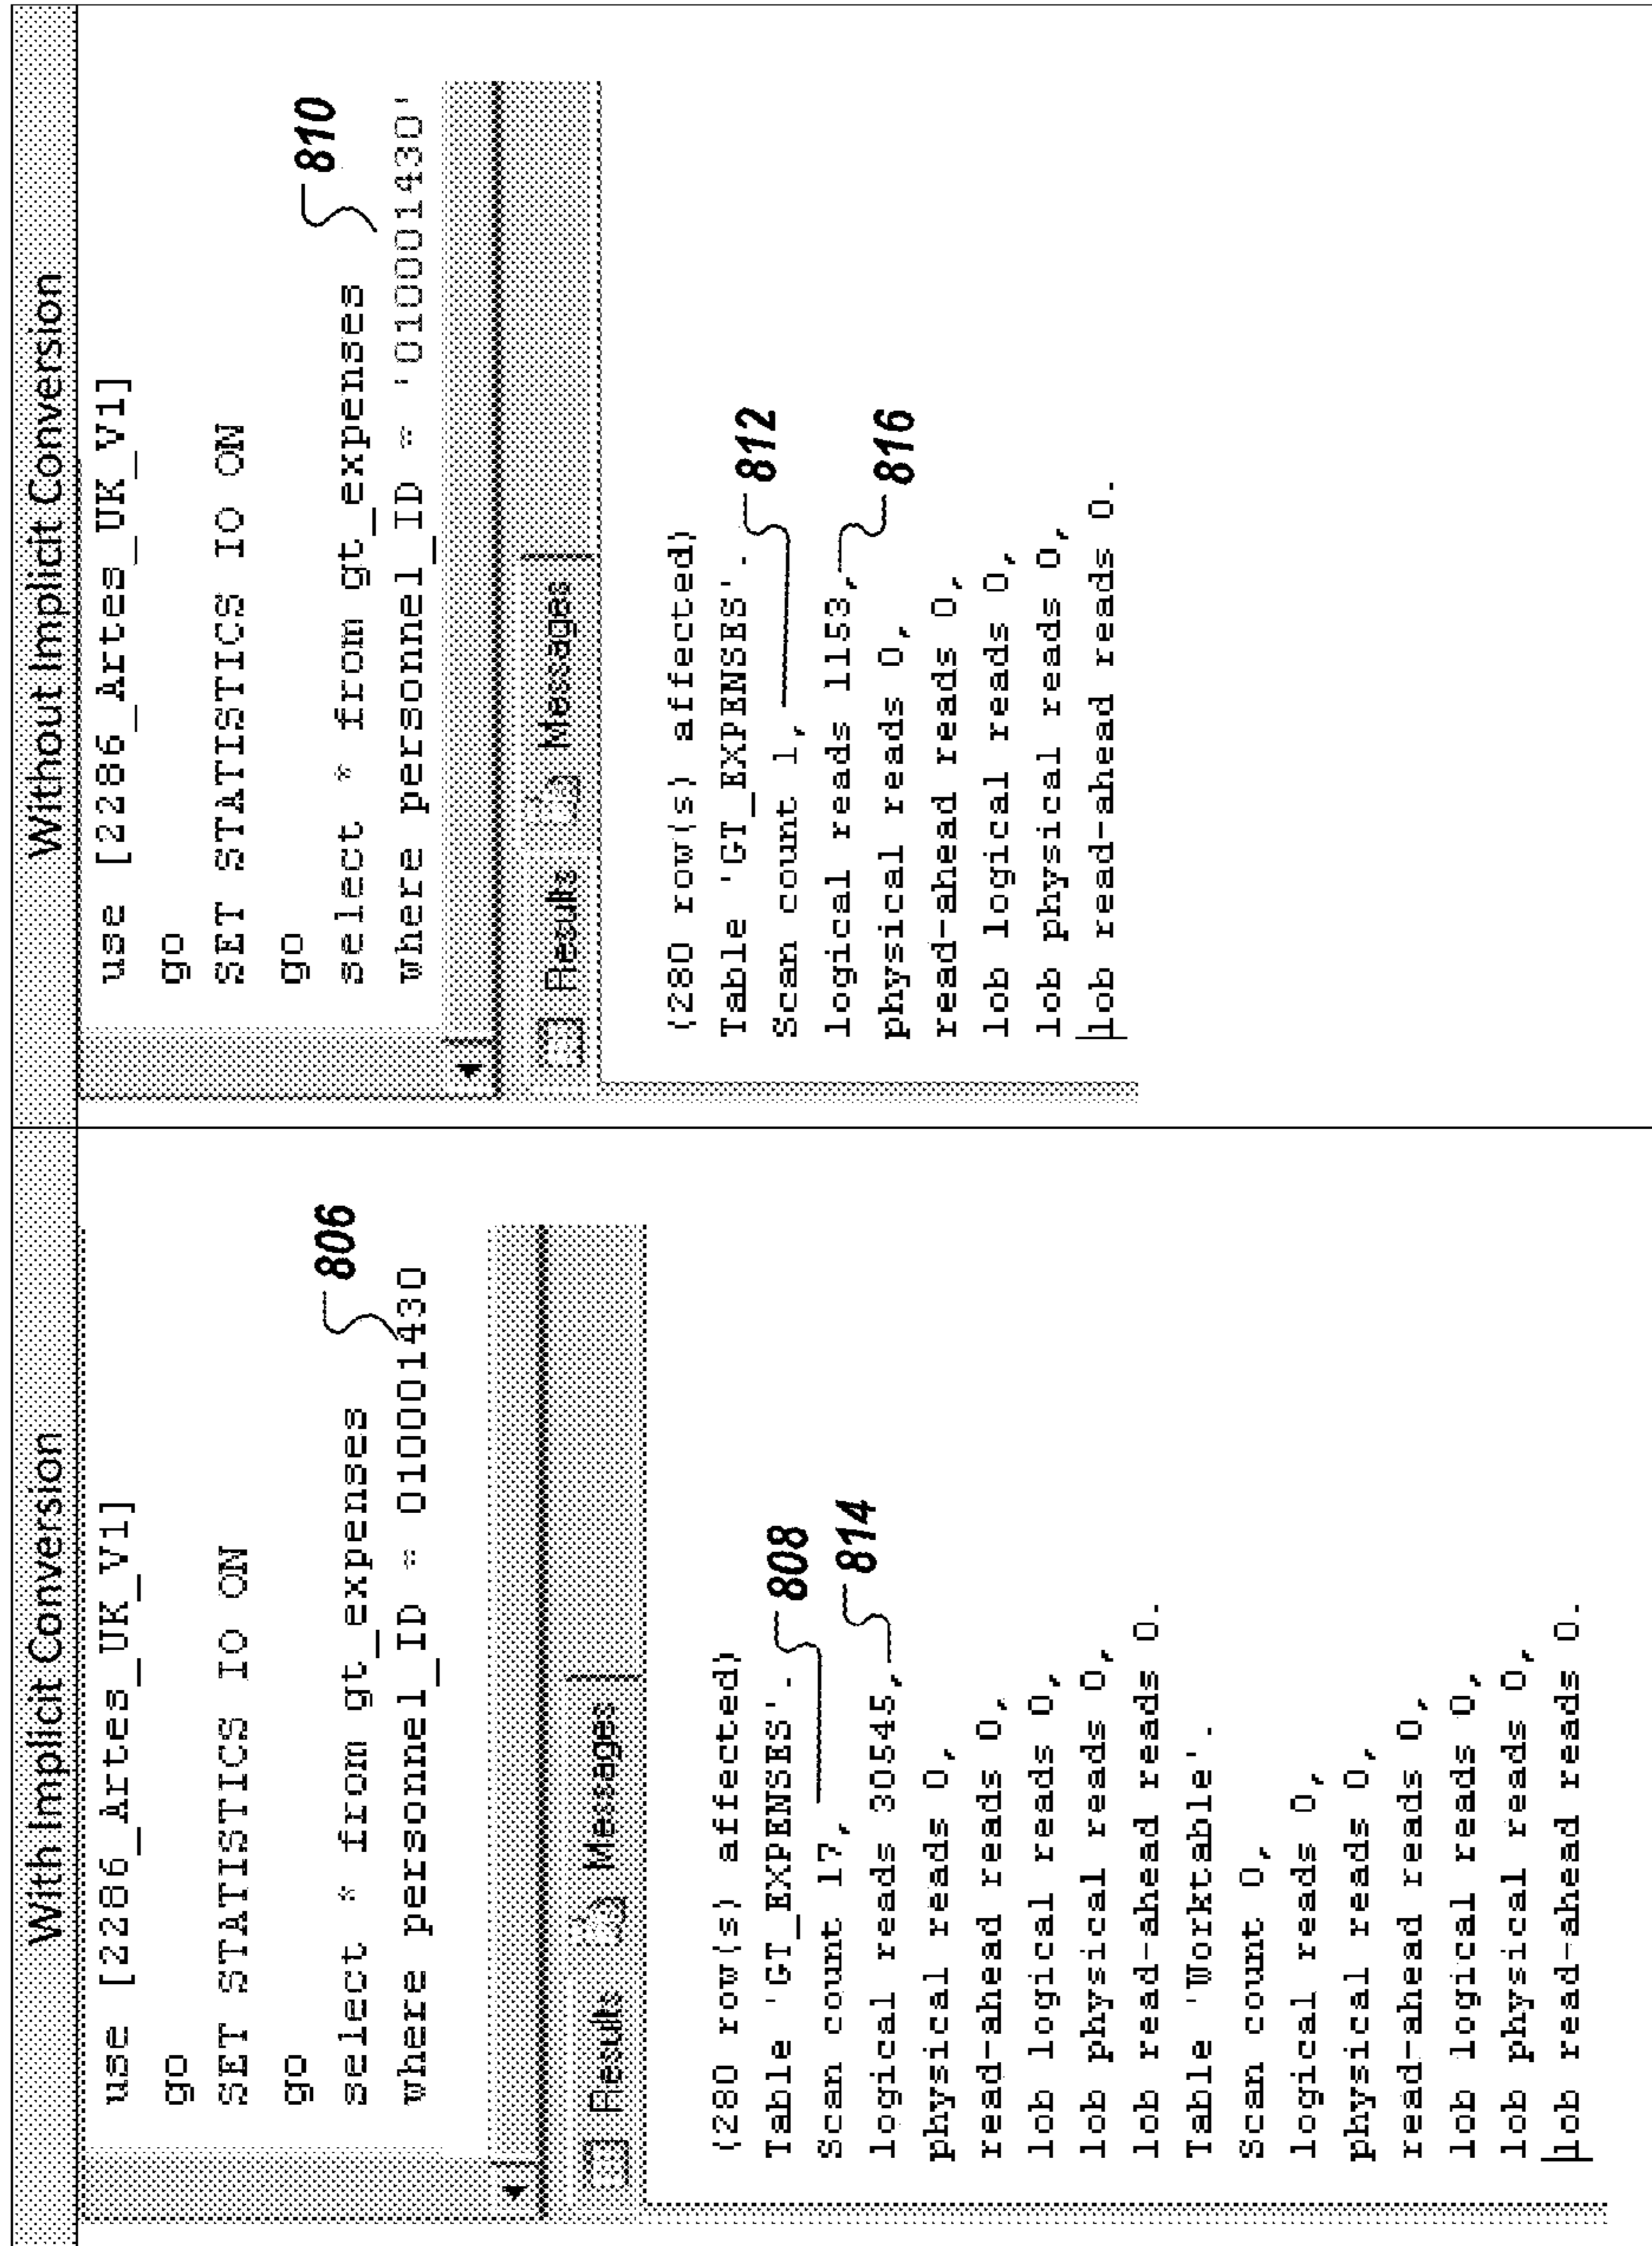 With Implicit Conversion
use [2286_Artes_UK_V1]
go
SET STATISTICS IO ON
go
select * from gt_expenses
where personnel_ID = 010001430
806
Results
Messages
(280 row(s) affected)
Table 'GT_EXPENSES'.
Scan count 17,
808
logical reads 30545,
814
physical reads 0,
read-ahead reads 0,
lob logical reads 0,
lob physical reads 0,
lob read-ahead reads 0.
Table 'Worktable'.
Scan count 0,
logical reads 0,
physical reads 0,
read-ahead reads 0,
lob logical reads 0,
lob physical reads 0,
lob read-ahead reads 0.
Without Implicit Conversion
use [2286_Artes_UK_V1]
go
SET STATISTICS IO ON
go
select * from gt_expenses
810
where personnel_ID = '010001430'
Results
Messages
(280 row(s) affected)
Table 'GT_EXPENSES'.
812
Scan count 1,
logical reads 1153,
816
physical reads 0,
read-ahead reads 0,
lob logical reads 0,
lob physical reads 0,
lob read-ahead reads 0.